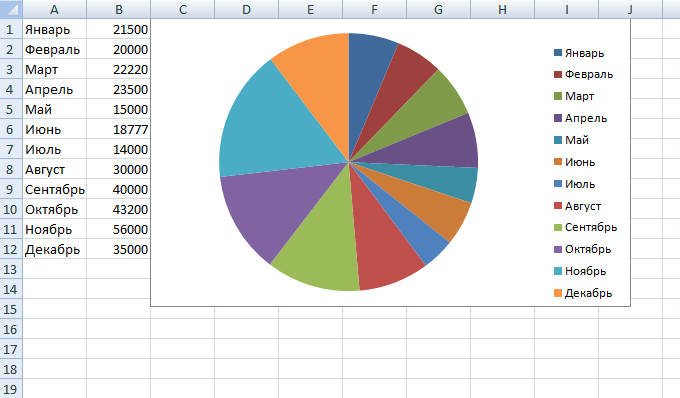 A B C D E F G H I J
1 Январь 21500
2 Февраль 20000
3 Март 22220
4 Апрель 23500
5 Май 15000
6 Июнь 18777
7 Июль 14000
8 Август 30000
9 Сентябрь 40000
10 Октябрь 43200
11 Ноябрь 56000
12 Декабрь 35000
13
14
15
16
17
18
19
Январь
Февраль
Март
Апрель
Май
Июнь
Июль
Август
Сентябрь
Октябрь
Ноябрь
Декабрь